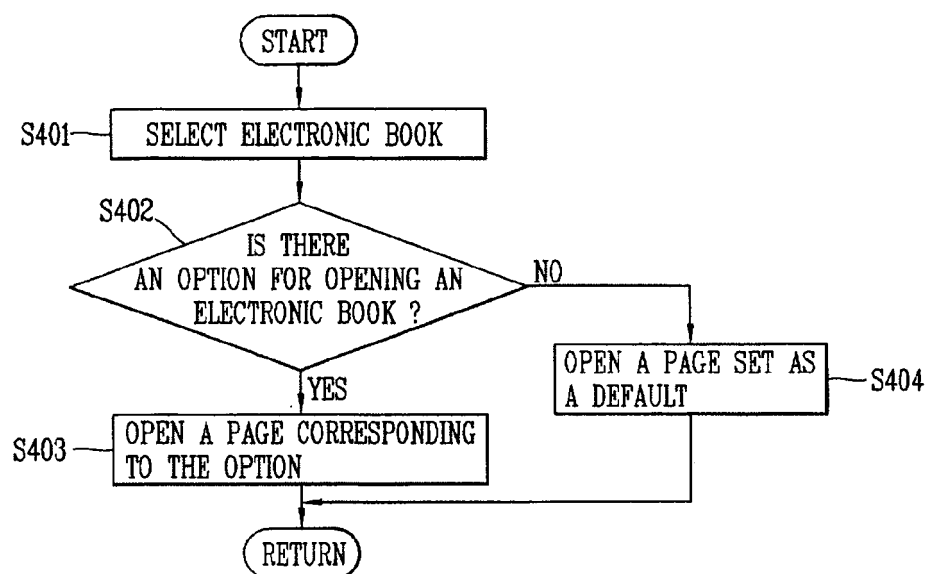 START
S401
SELECT ELECTRONIC BOOK
S402
IS THERE
AN OPTION FOR OPENING AN
ELECTRONIC BOOK ?
NO
YES
OPEN A PAGE SET AS
A DEFAULT
S404
S403
OPEN A PAGE CORRESPONDING
TO THE OPTION
RETURN